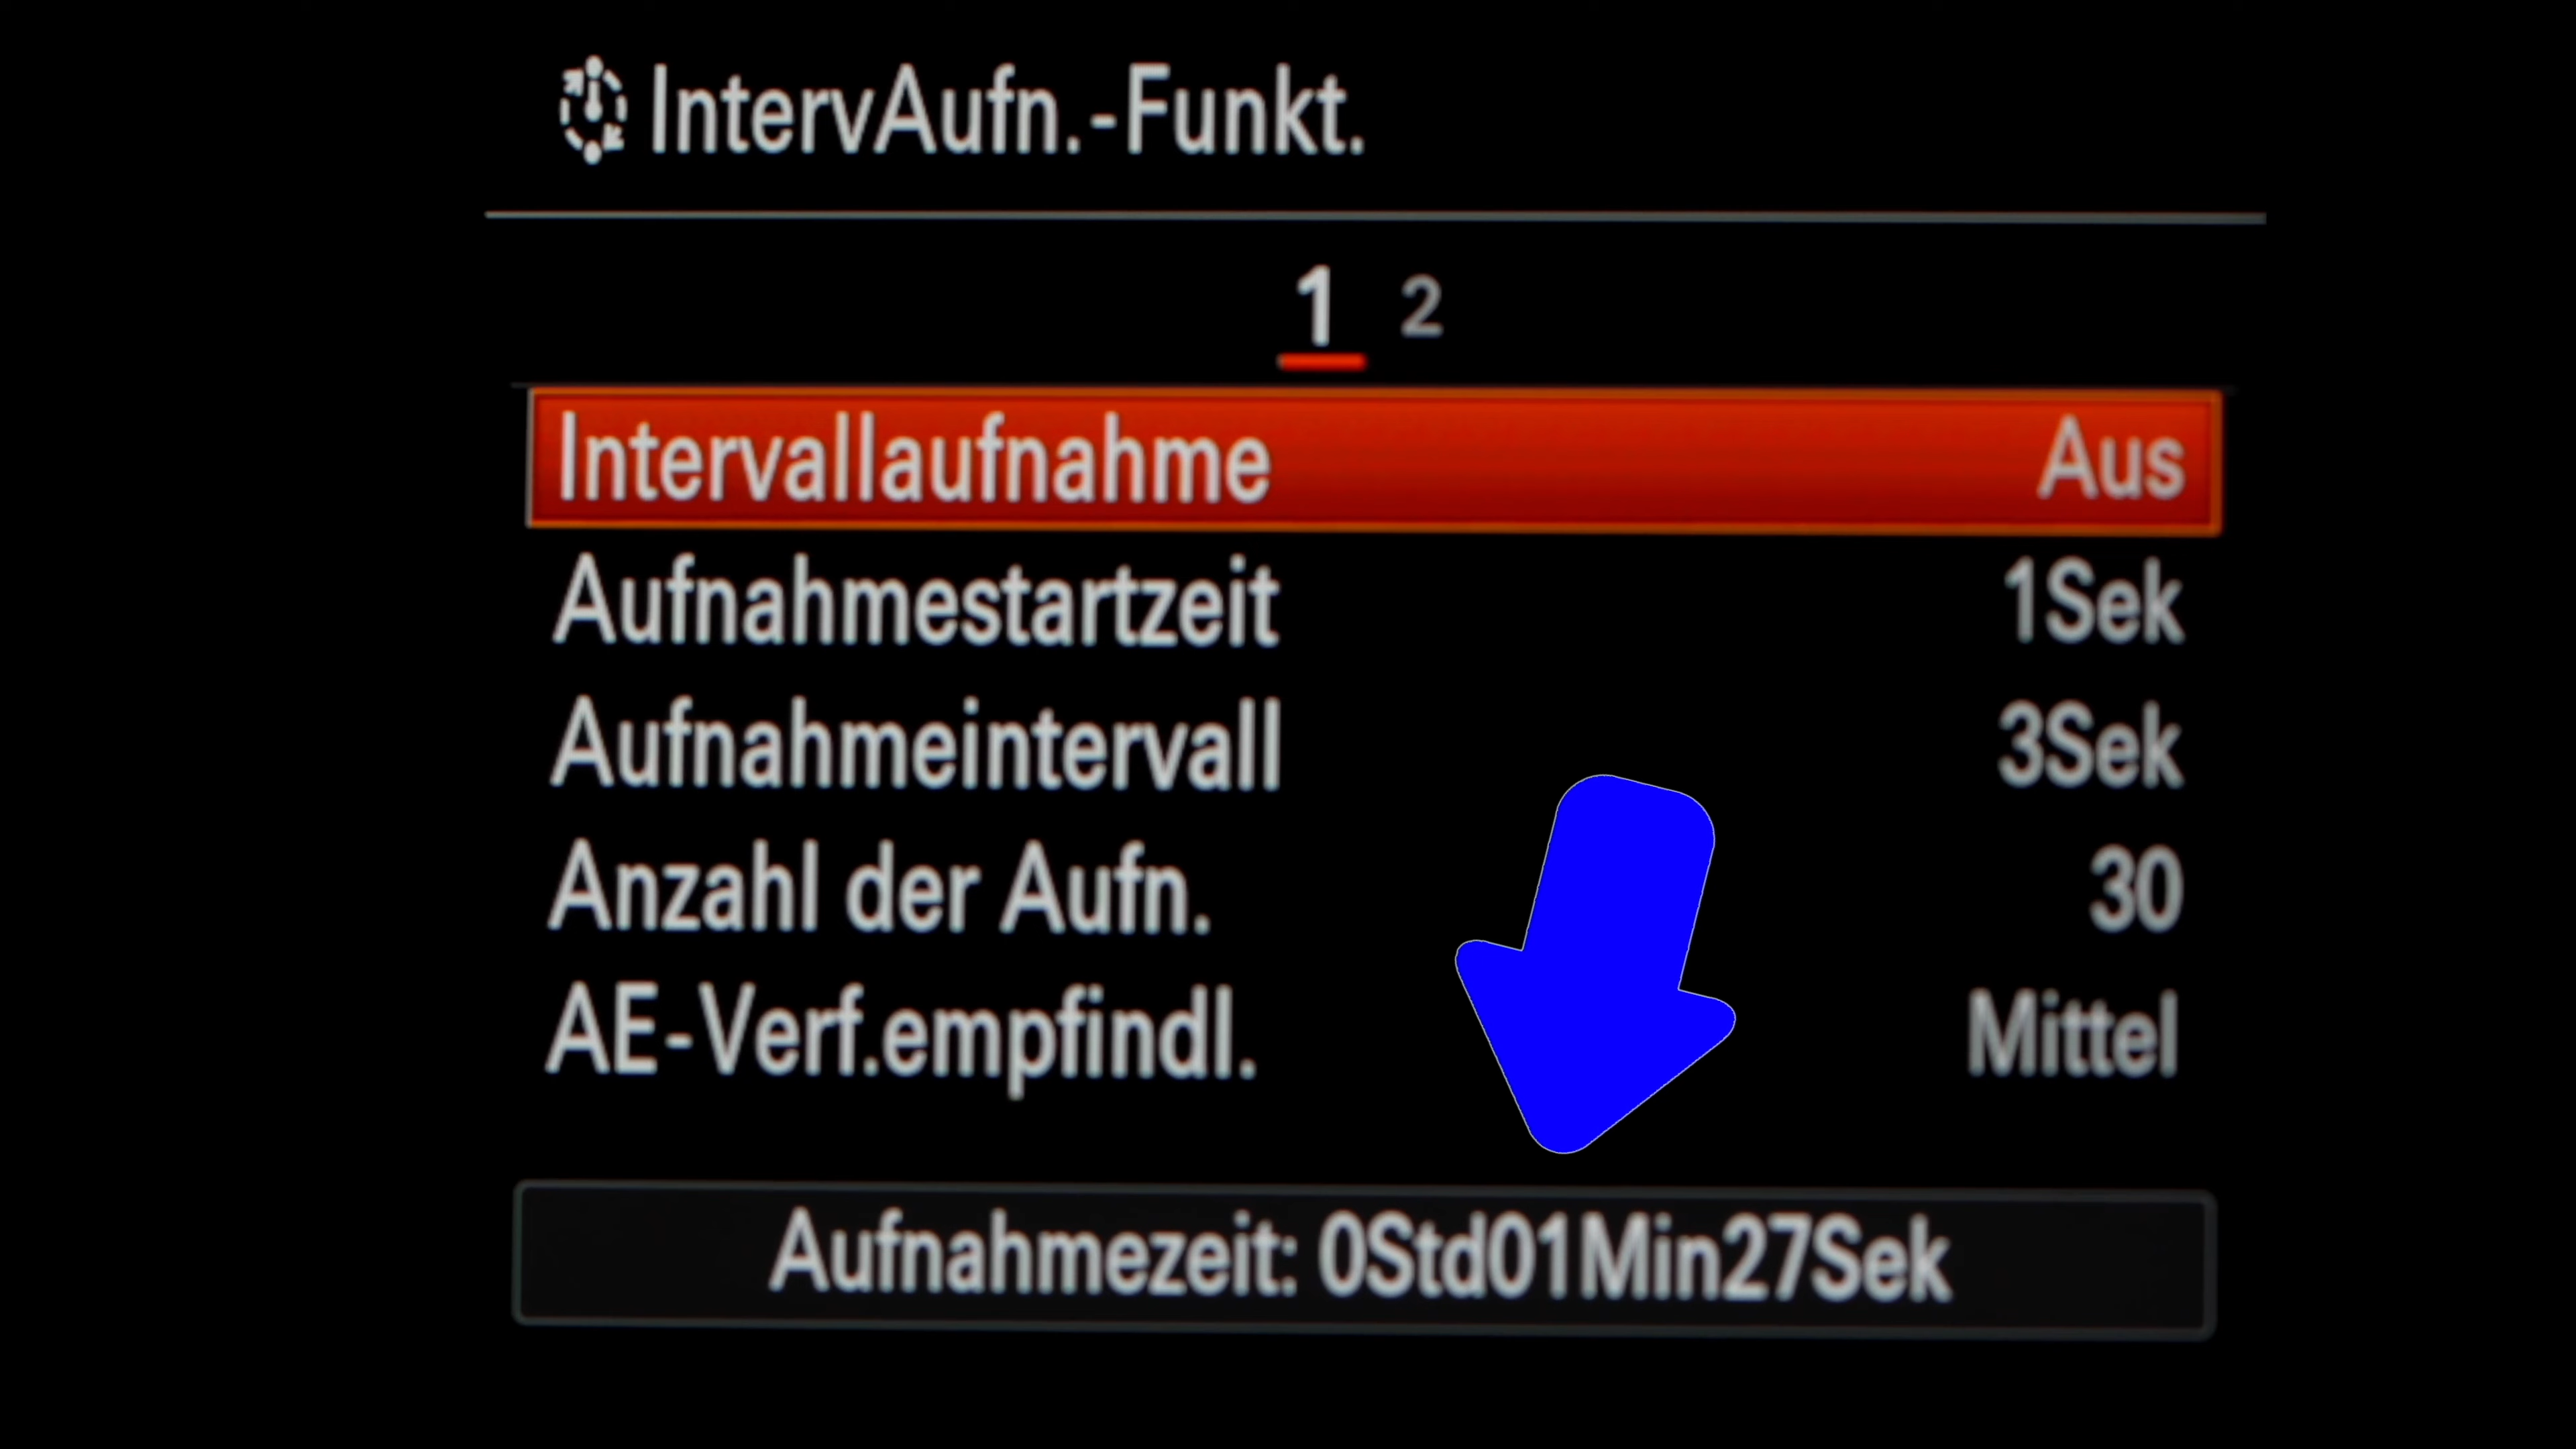 IntervAufn.-Funkt.
1 2
Intervallaufnahme Aus
Aufnahmestartzeit 1Sek
Aufnahmeintervall 3Sek
Anzahl der Aufn. 30
AE-Verf.empfindl. Mittel
Aufnahmezeit: 0Std01Min27Sek